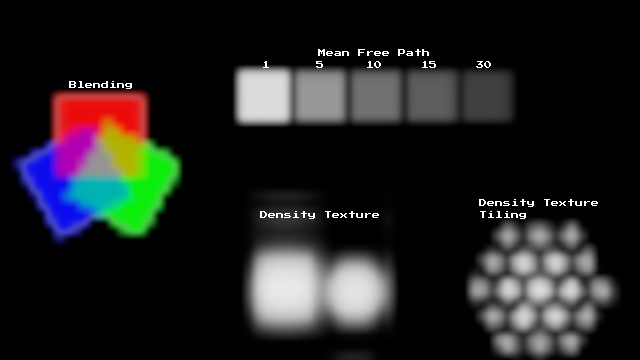 Mean Free Path
1 5 10 15 30
Blending
Density Texture
Density Texture
Tiling